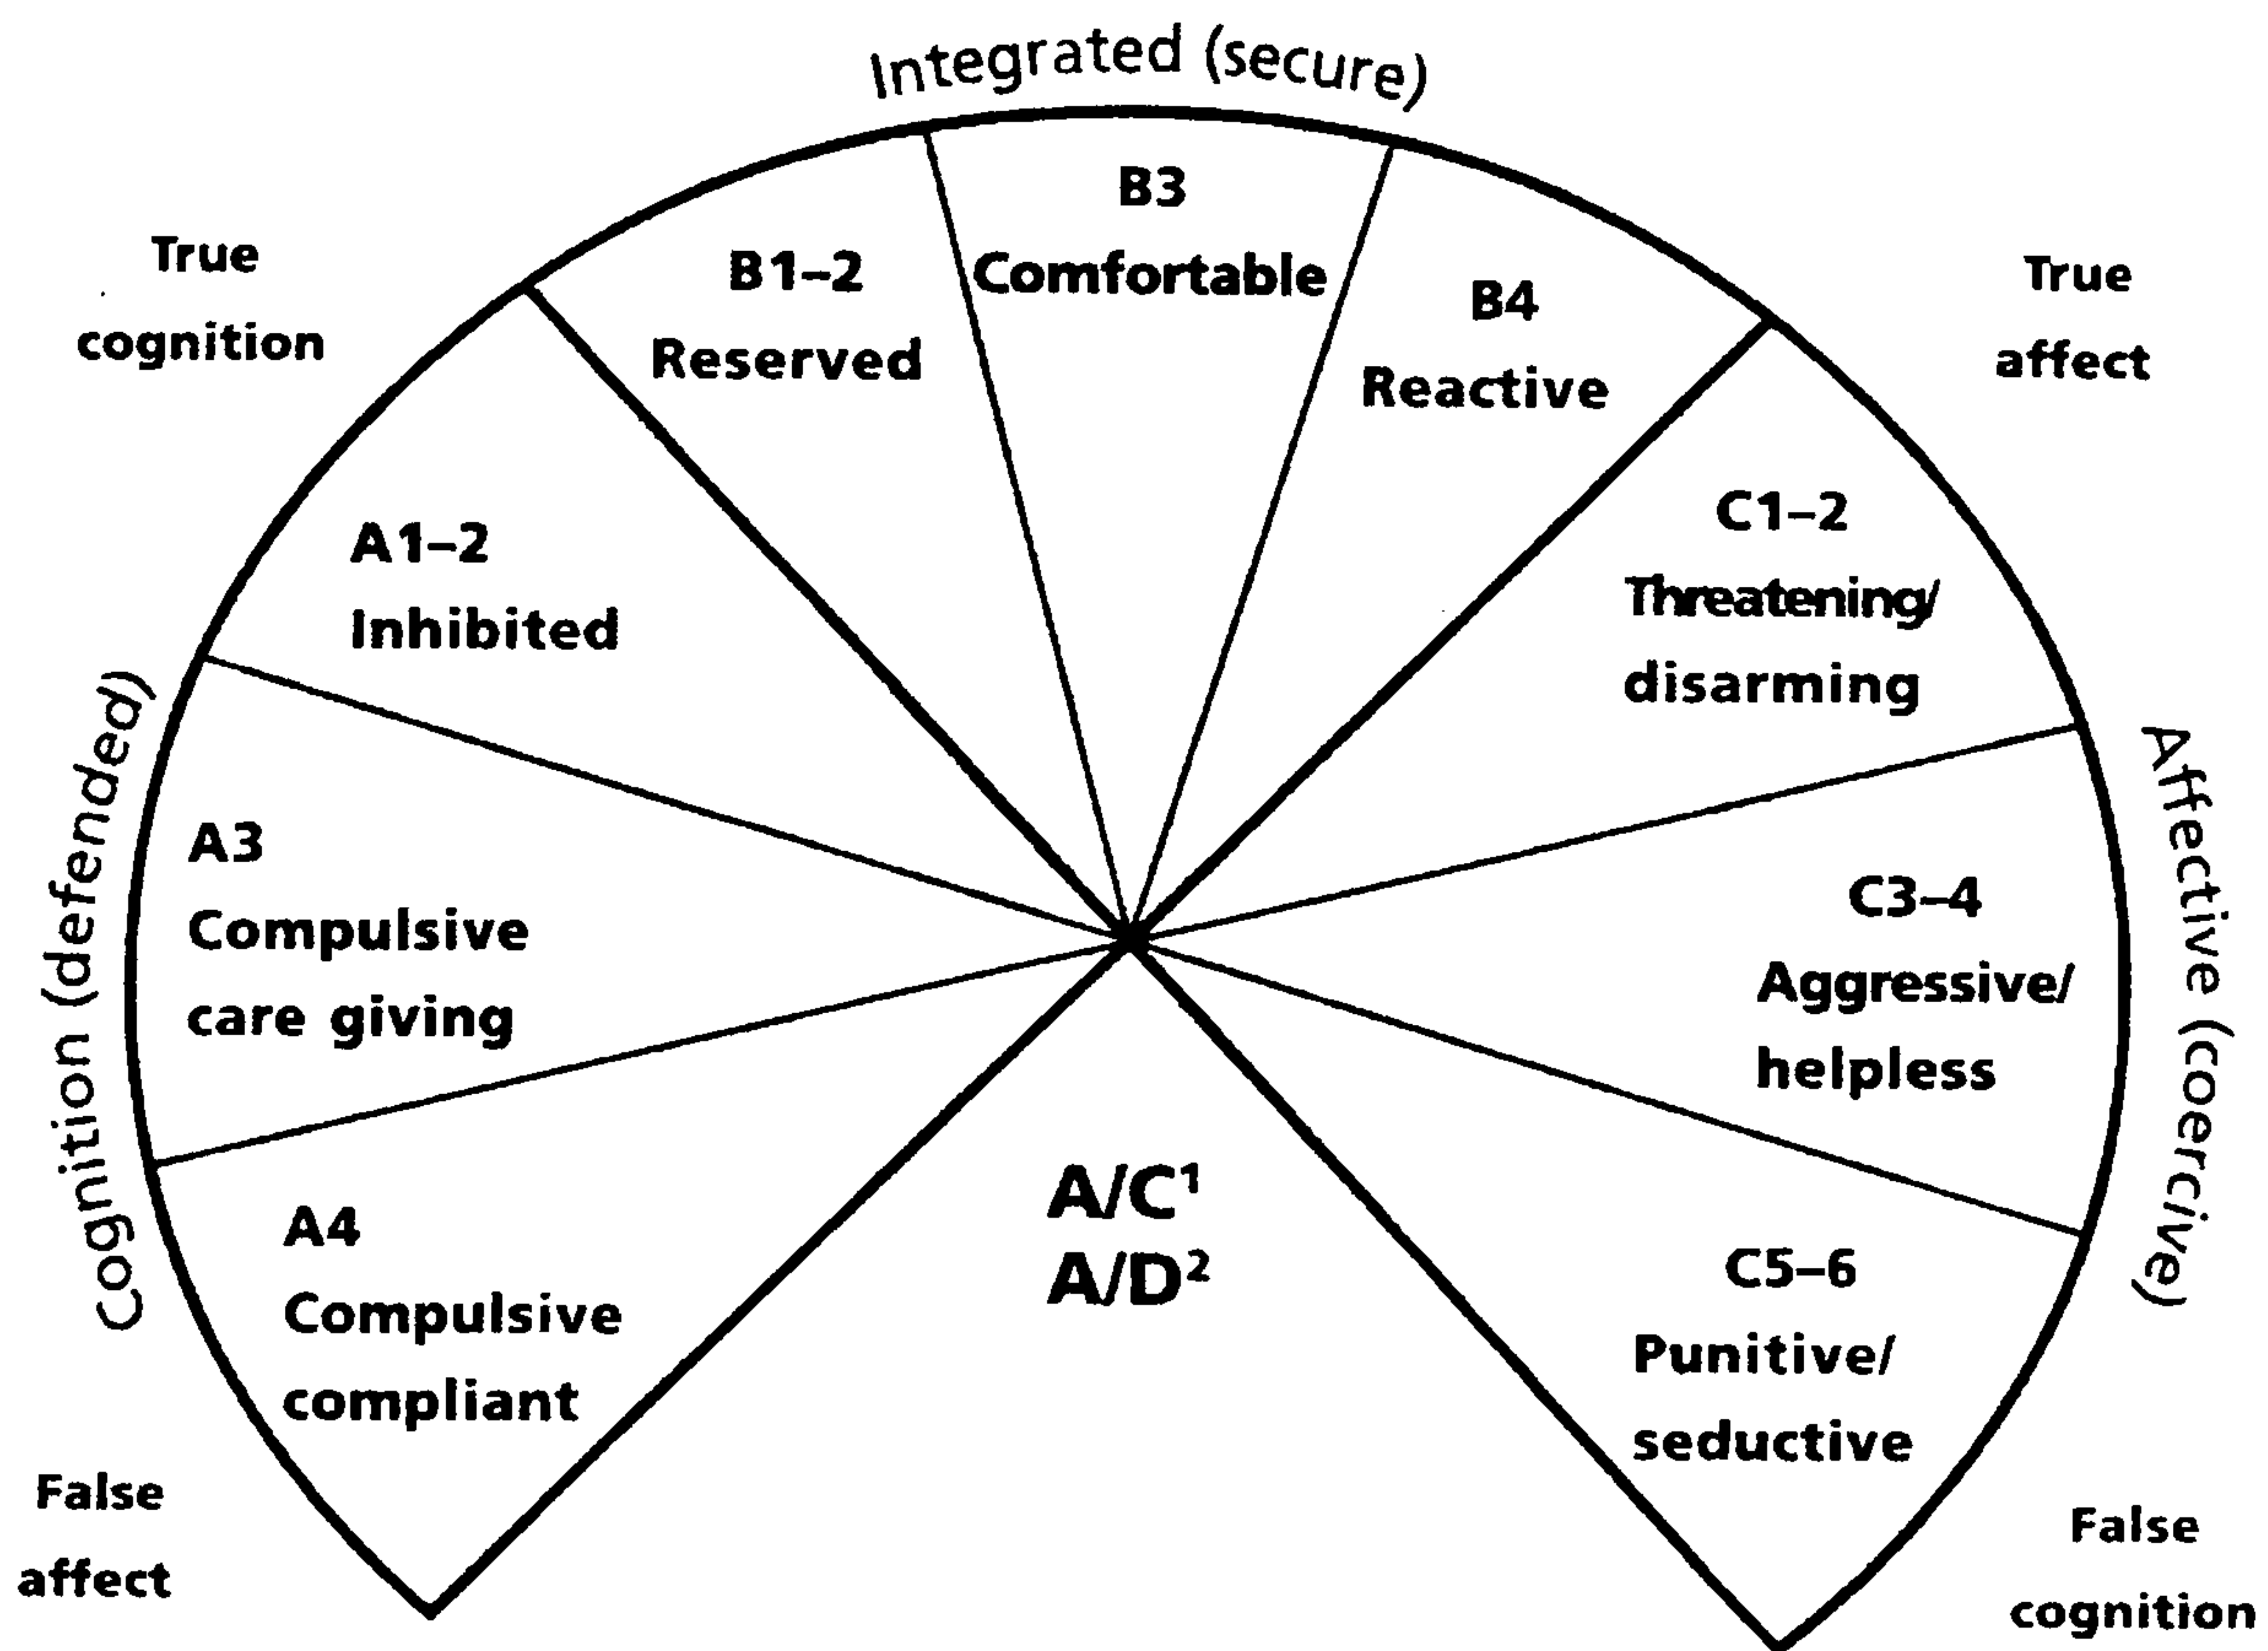 Integrated (secure)
True
cognition
True
affect
B3
Comfortable
B1–2
Reserved
B4
Reactive
A1–2
Inhibited
C1–2
Threatening/
disarming
Cognition (defended)
Affective (coercive)
A3
Compulsive
care giving
C3–4
Aggressive/
helpless
A4
Compulsive
compliant
A/C¹
A/D²
C5–6
Punitive/
seductive
False
affect
False
cognition